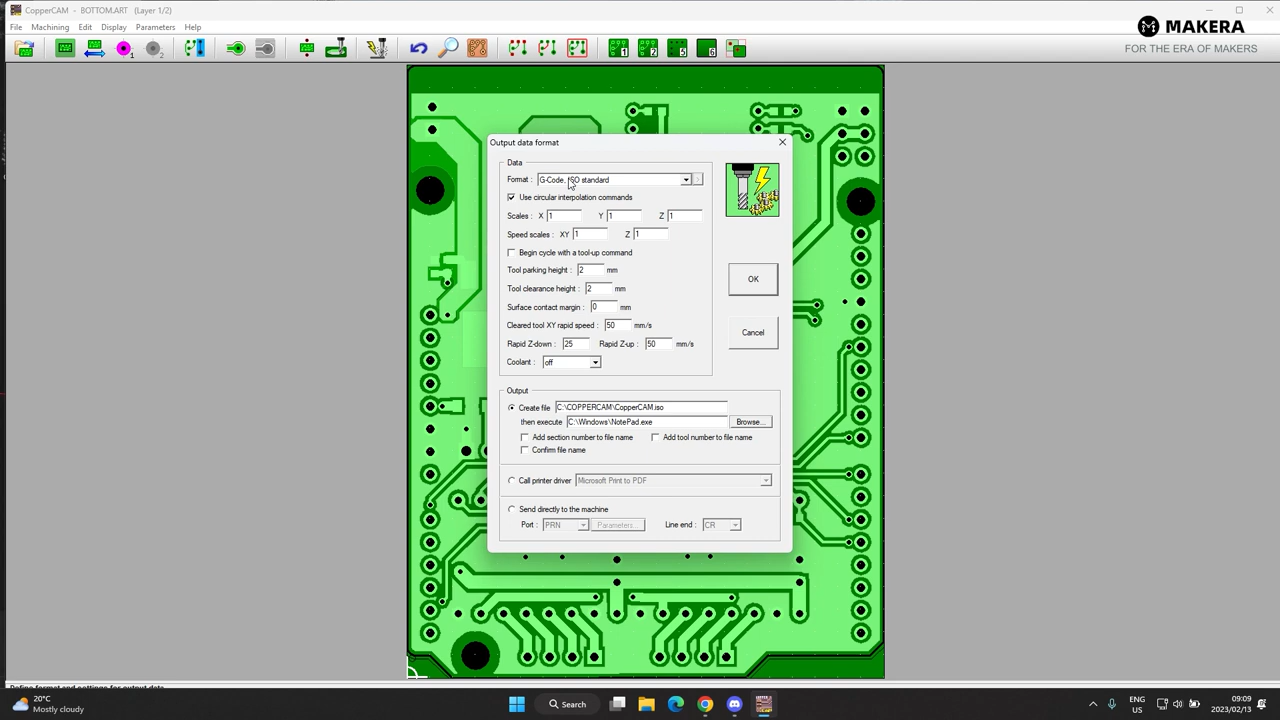 CopperCAM - BOTTOM.ART (Layer 1/2)
File Machining Edit Display Parameters Help
MAKERA
FOR THE ERA OF MAKERS
Output data format
Data
Format : G-Code, ISO standard
Use circular interpolation commands
Scales : X 1 Y 1 Z 1
Speed scales : XY 1 Z 1
Begin cycle with a tool-up command
Tool parking height : 2 mm
Tool clearance height : 2 mm
Surface contact margin : 0 mm
Cleared tool XY rapid speed : 50 mm/s
Rapid Z-down : 25 Rapid Z-up : 50 mm/s
Coolant : off
OK
Cancel
Output
Create file C:\COPPERCAM\CopperCAM.iso
then execute C:\Windows\NotePad.exe Browse...
Add section number to file name Add tool number to file name
Confirm file name
Call printer driver Microsoft Print to PDF
Send directly to the machine
Port : PRN Parameters... Line end : CR
20°C
Mostly cloudy
Search
ENG
US
09:09
2023/02/13